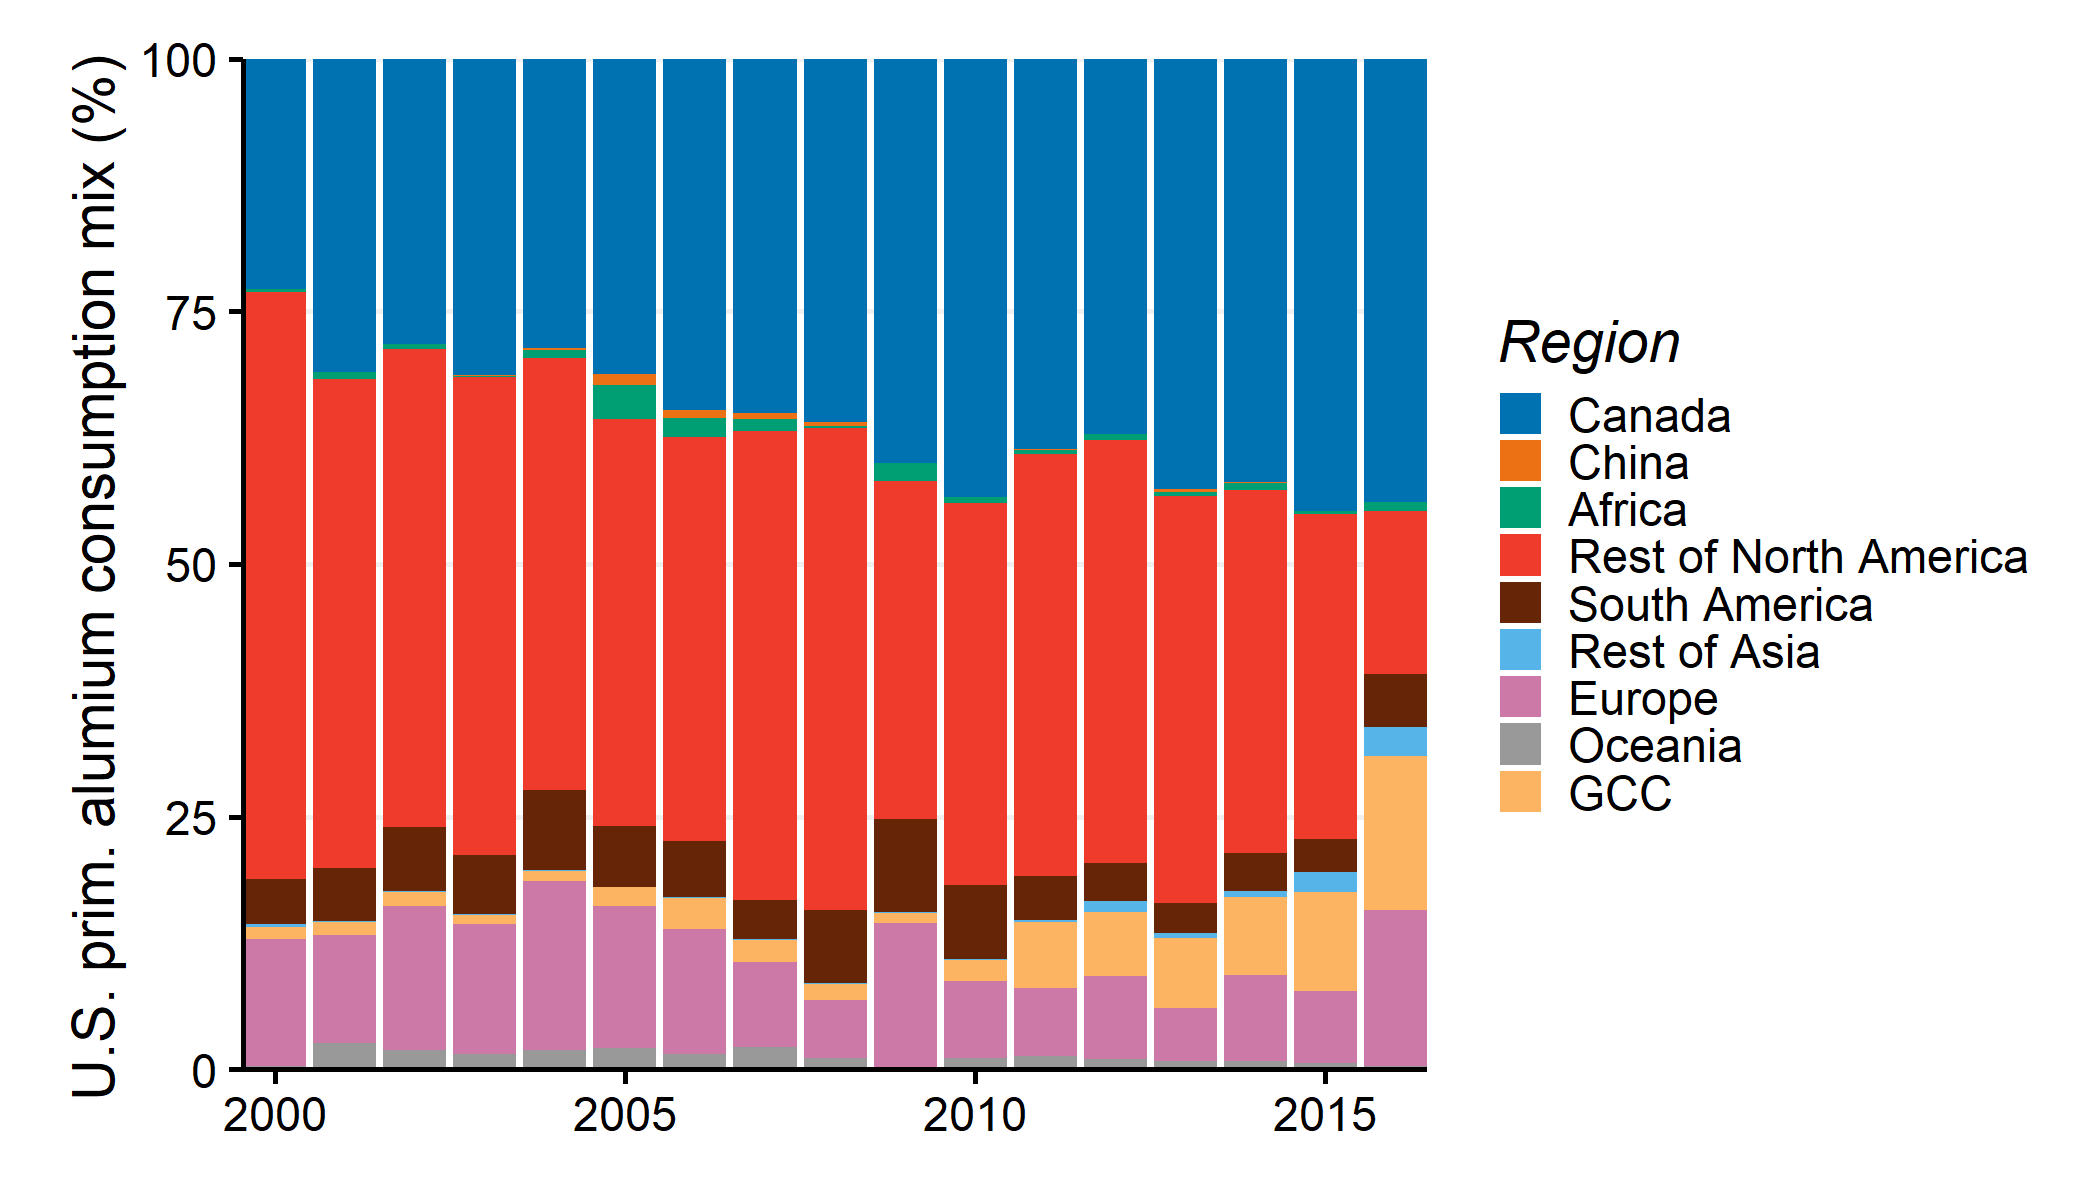 U.S. prim. alumium consumption mix (%)
100
75
50
25
0
2000
2005
2010
2015
Region
Canada
China
Africa
Rest of North America
South America
Rest of Asia
Europe
Oceania
GCC